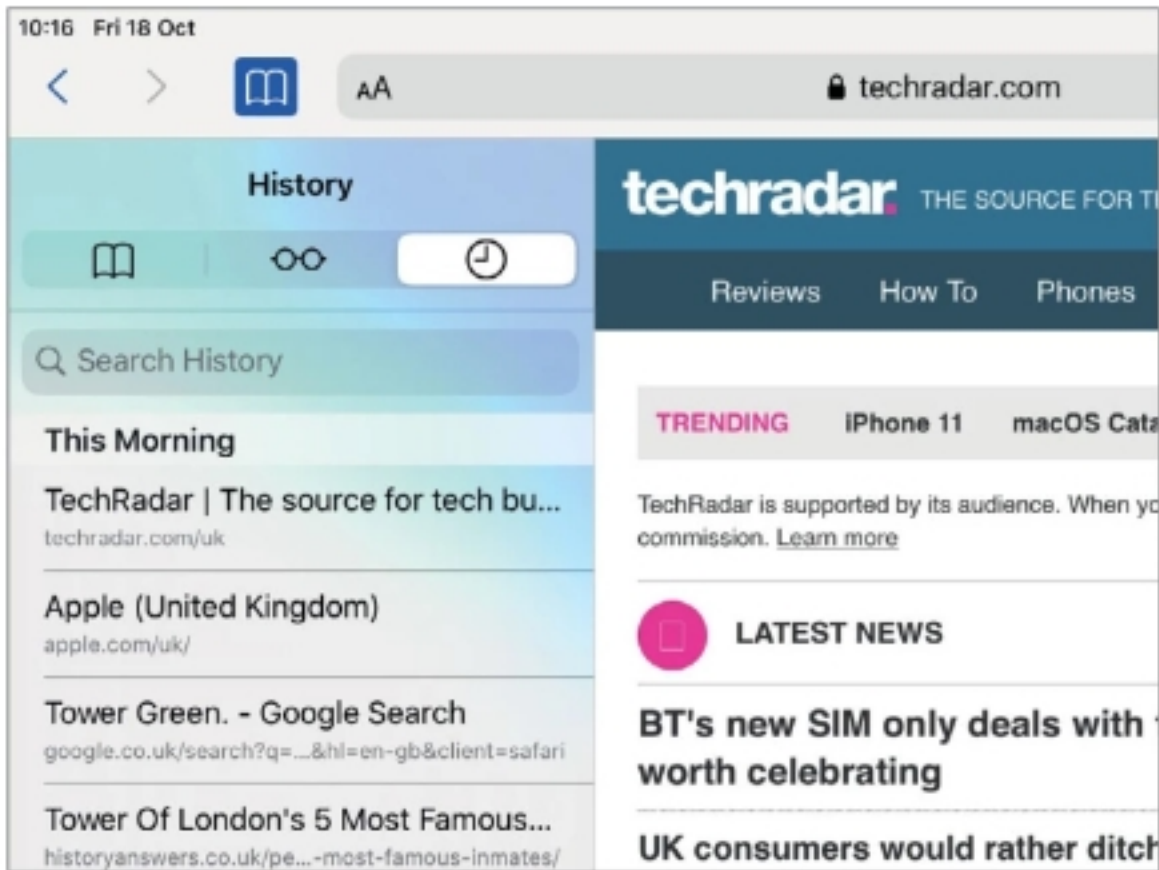 10:16 Fri 18 Oct
AA techradar.com
History
Search History
This Morning
TechRadar | The source for tech bu...
techradar.com/uk
Apple (United Kingdom)
apple.com/uk/
Tower Green. - Google Search
google.co.uk/search?q=...&hl=en-gb&client=safari
Tower Of London's 5 Most Famous...
historyanswers.co.uk/pe...-most-famous-inmates/
techradar. THE SOURCE FOR
Reviews How To Phones
TRENDING iPhone 11 macOS Cata
TechRadar is supported by its audience. When yo
commission. Learn more
LATEST NEWS
BT's new SIM only deals with
worth celebrating
UK consumers would rather ditch